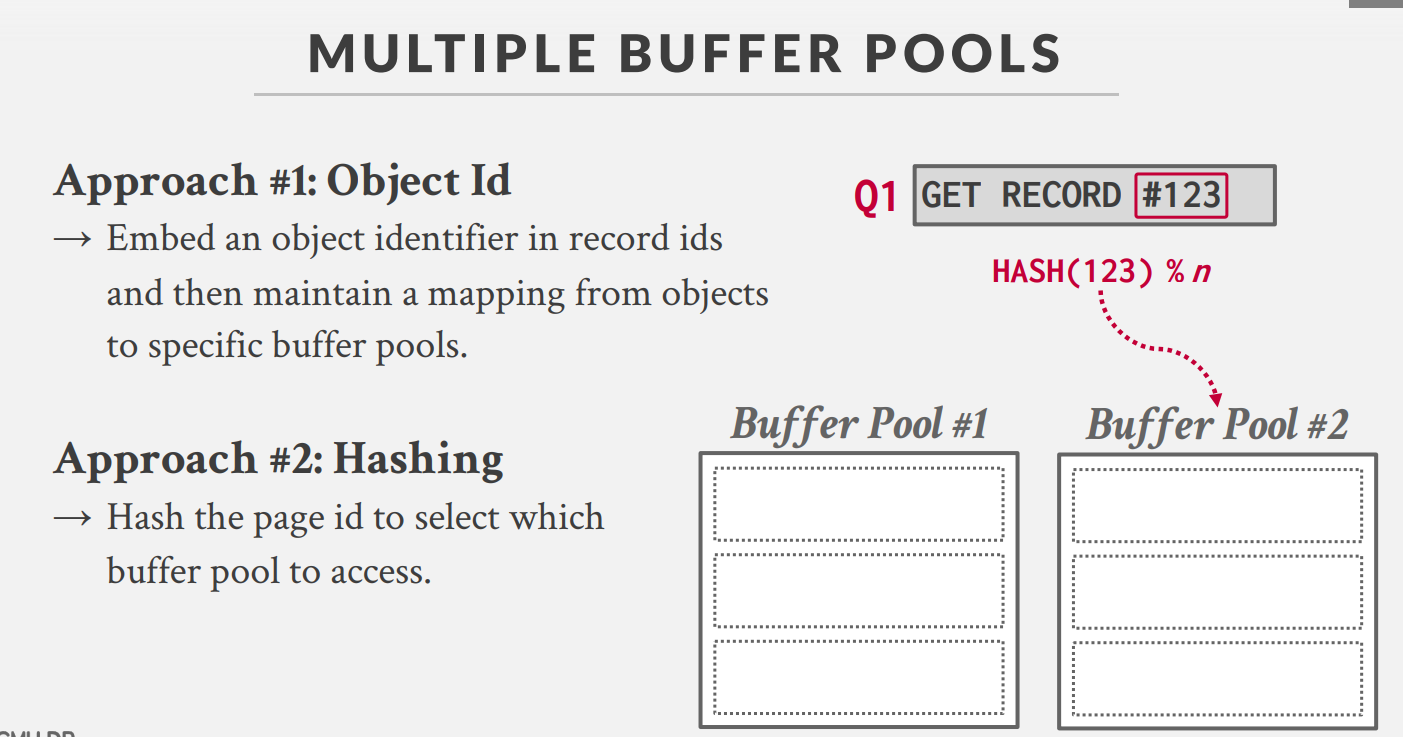 MULTIPLE BUFFER POOLS
Approach #1: Object Id
→ Embed an object identifier in record ids
and then maintain a mapping from objects
to specific buffer pools.
Approach #2: Hashing
→ Hash the page id to select which
buffer pool to access.
Q1 GET RECORD #123
HASH(123) % n
Buffer Pool #1
Buffer Pool #2